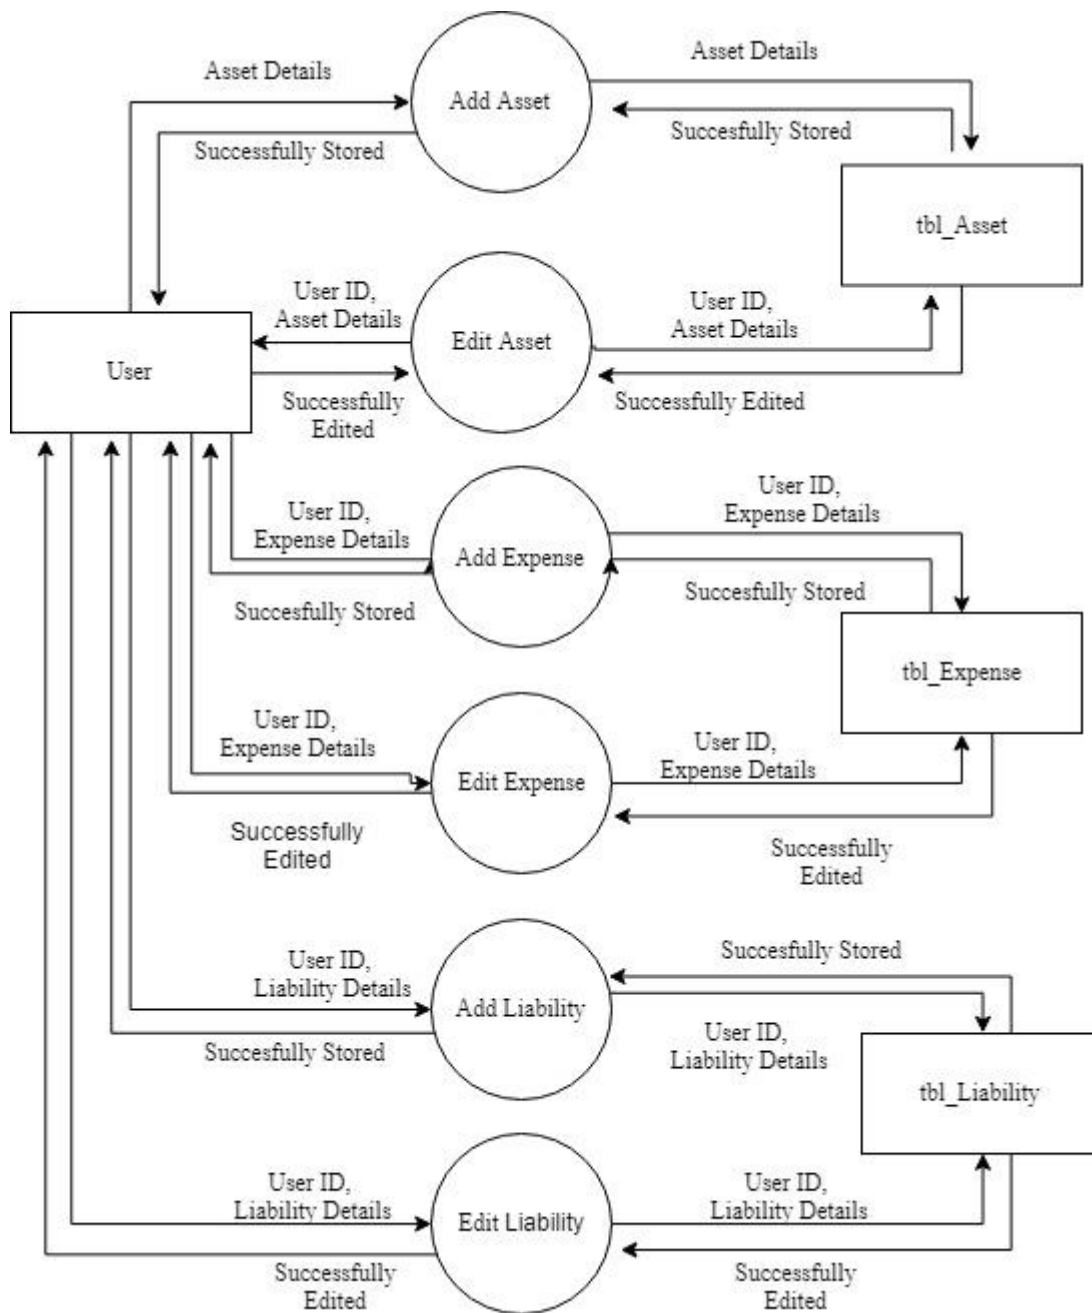 Asset Details
Add Asset
Asset Details
Successfully Stored
Succesfully Stored
tbl_Asset
User ID,
Asset Details
Edit Asset
User ID,
Asset Details
User
Successfully
Edited
Successfully Edited
User ID,
Expense Details
Add Expense
User ID,
Expense Details
Succesfully Stored
Succesfully Stored
tbl_Expense
User ID,
Expense Details
Edit Expense
User ID,
Expense Details
Successfully
Edited
Successfully
Edited
User ID,
Liability Details
Add Liability
Succesfully Stored
User ID,
Liability Details
Succesfully Stored
tbl_Liability
User ID,
Liability Details
Edit Liability
User ID,
Liability Details
Successfully
Edited
Successfully
Edited